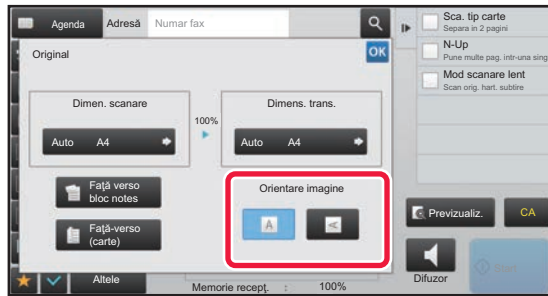 Agenda
Adresă
Numar fax
Sca. tip carte
Separa in 2 pagini
N-Up
Pune multe pag. intr-una sing
Mod scanare lent
Scan orig. hart. subtire
Original
OK
Dimen. scanare
100%
Dimens. trans.
Auto A4
Auto A4
Faţă verso
bloc notes
Faţă-verso
(carte)
Orientare imagine
A
A
Previzualiz.
CA
Altele
Memorie recepţ. : 100%
Difuzor
Start